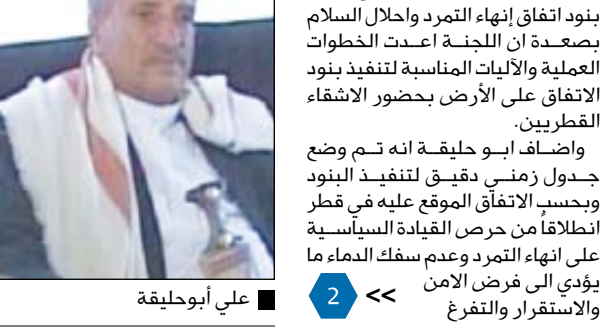 بنود اتفاق إنهاء التمرد واحلال السلام
بصعدة ان اللجنة اعدت الخطوات
العملية والآليات المناسبة لتنفيذ بنود
الاتفاق على الأرض بحضور الاشقاء
القطريين.
واضاف ابو حليقة انه تم وضع
جدول زمني دقيق لتنفيذ البنود
وبحسب الاتفاق الموقع عليه في قطر
انطلاقاً من حرص القيادة السياسية
على انهاء التمرد وعدم سفك الدماء ما
يؤدي الى فرض الامن
والاستقرار والتفرغ
>> 2
علي أبوحليقة